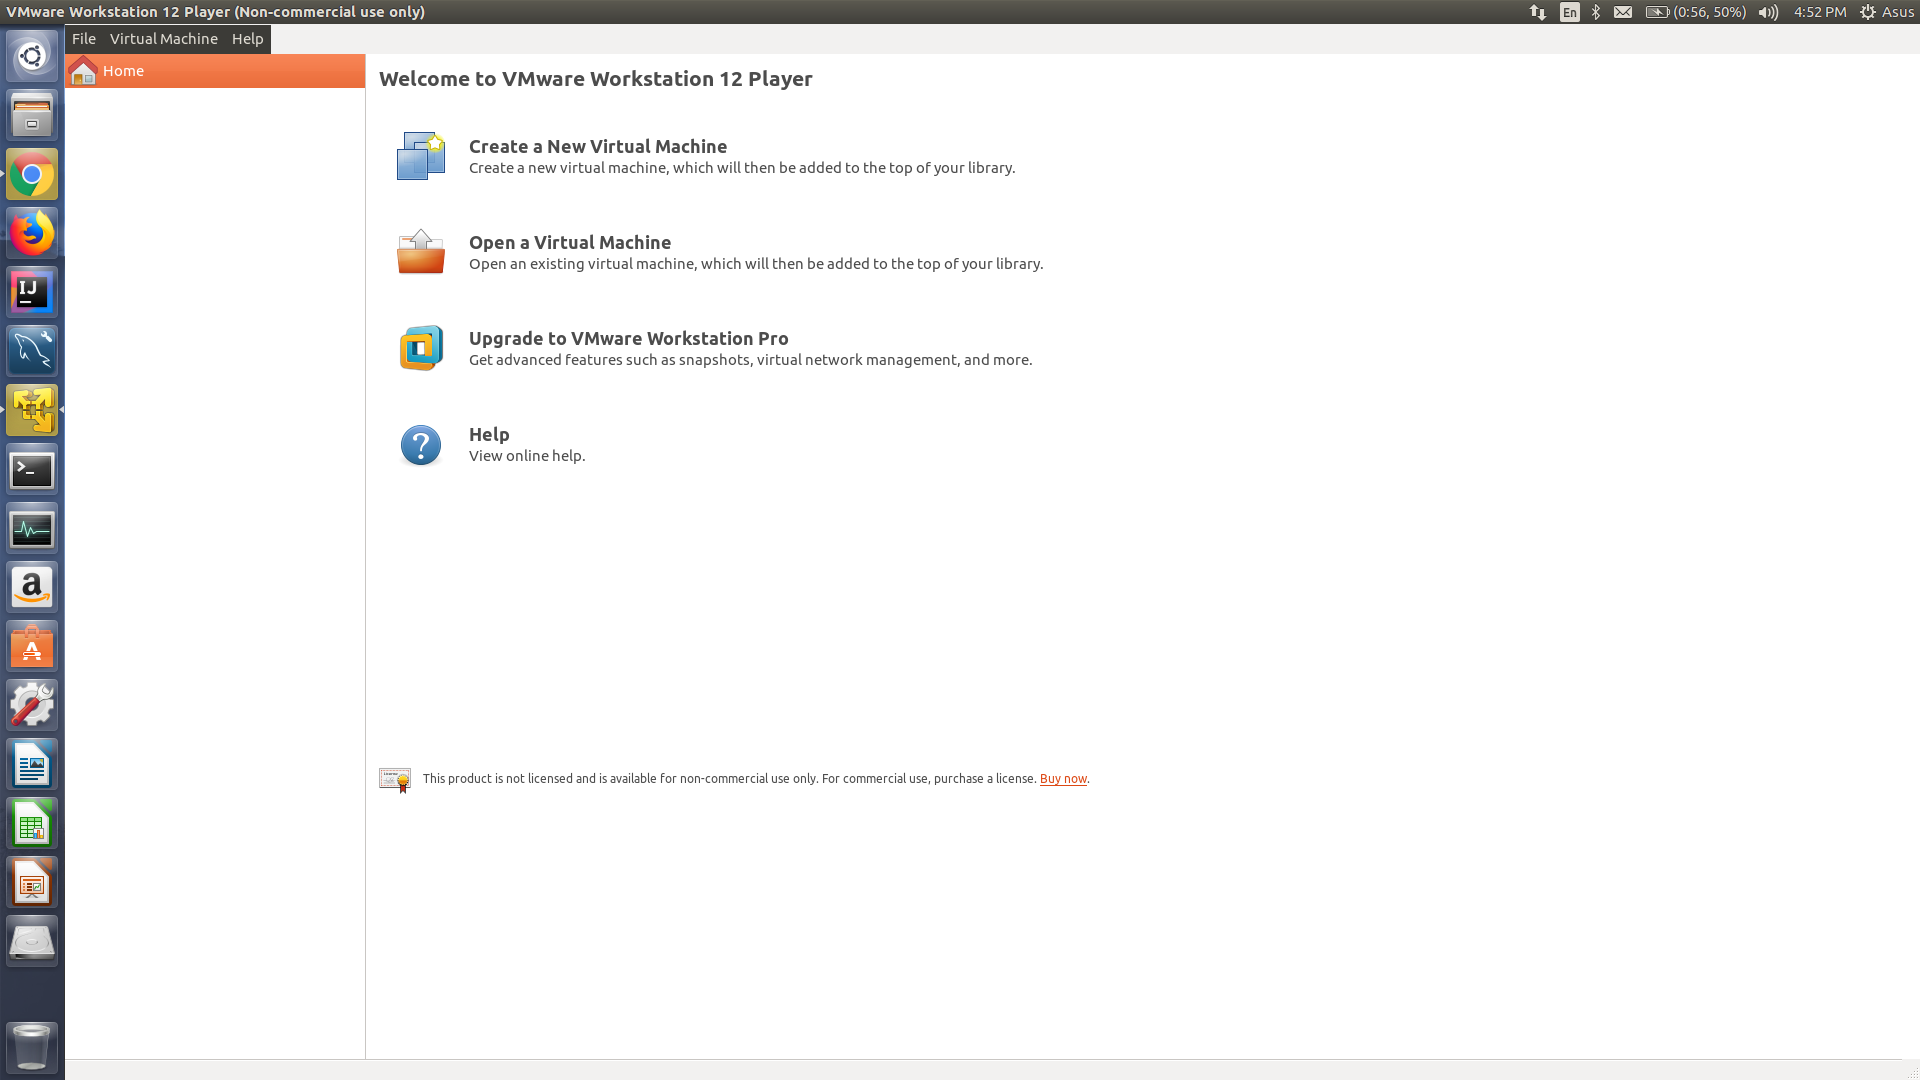 VMware Workstation 12 Player (Non-commercial use only)
En
(0:56, 50%)
4:52 PM
Asus
File Virtual Machine Help
Home
Welcome to VMware Workstation 12 Player
Create a New Virtual Machine
Create a new virtual machine, which will then be added to the top of your library.
Open a Virtual Machine
Open an existing virtual machine, which will then be added to the top of your library.
Upgrade to VMware Workstation Pro
Get advanced features such as snapshots, virtual network management, and more.
Help
View online help.
This product is not licensed and is available for non-commercial use only. For commercial use, purchase a license. Buy now.
IJ